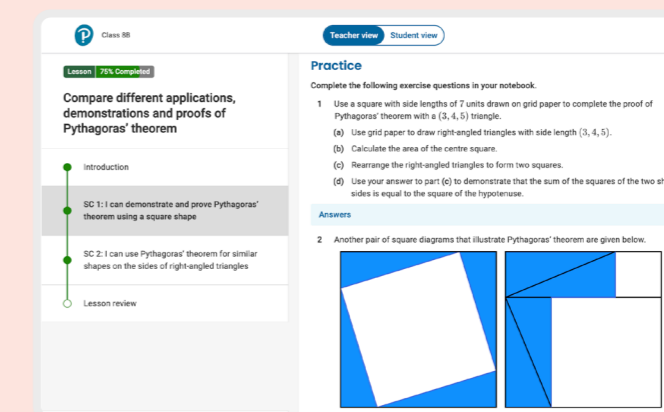 Class 8B
Teacher view
Student view
Lesson
75% Completed
Compare different applications,
demonstrations and proofs of
Pythagoras' theorem
Introduction
SC 1: I can demonstrate and prove Pythagoras'
theorem using a square shape
SC 2: I can use Pythagoras' theorem for similar
shapes on the sides of right-angled triangles
Lesson review
Practice
Complete the following exercise questions in your notebook.
1 Use a square with side lengths of 7 units drawn on grid paper to complete the proof of
Pythagoras' theorem with a (3, 4, 5) triangle.
(a) Use grid paper to draw right-angled triangles with side length (3, 4, 5).
(b) Calculate the area of the centre square.
(c) Rearrange the right-angled triangles to form two squares.
(d) Use your answer to part (c) to demonstrate that the sum of the squares of the two sh
sides is equal to the square of the hypotenuse.
Answers
2 Another pair of square diagrams that illustrate Pythagoras' theorem are given below.